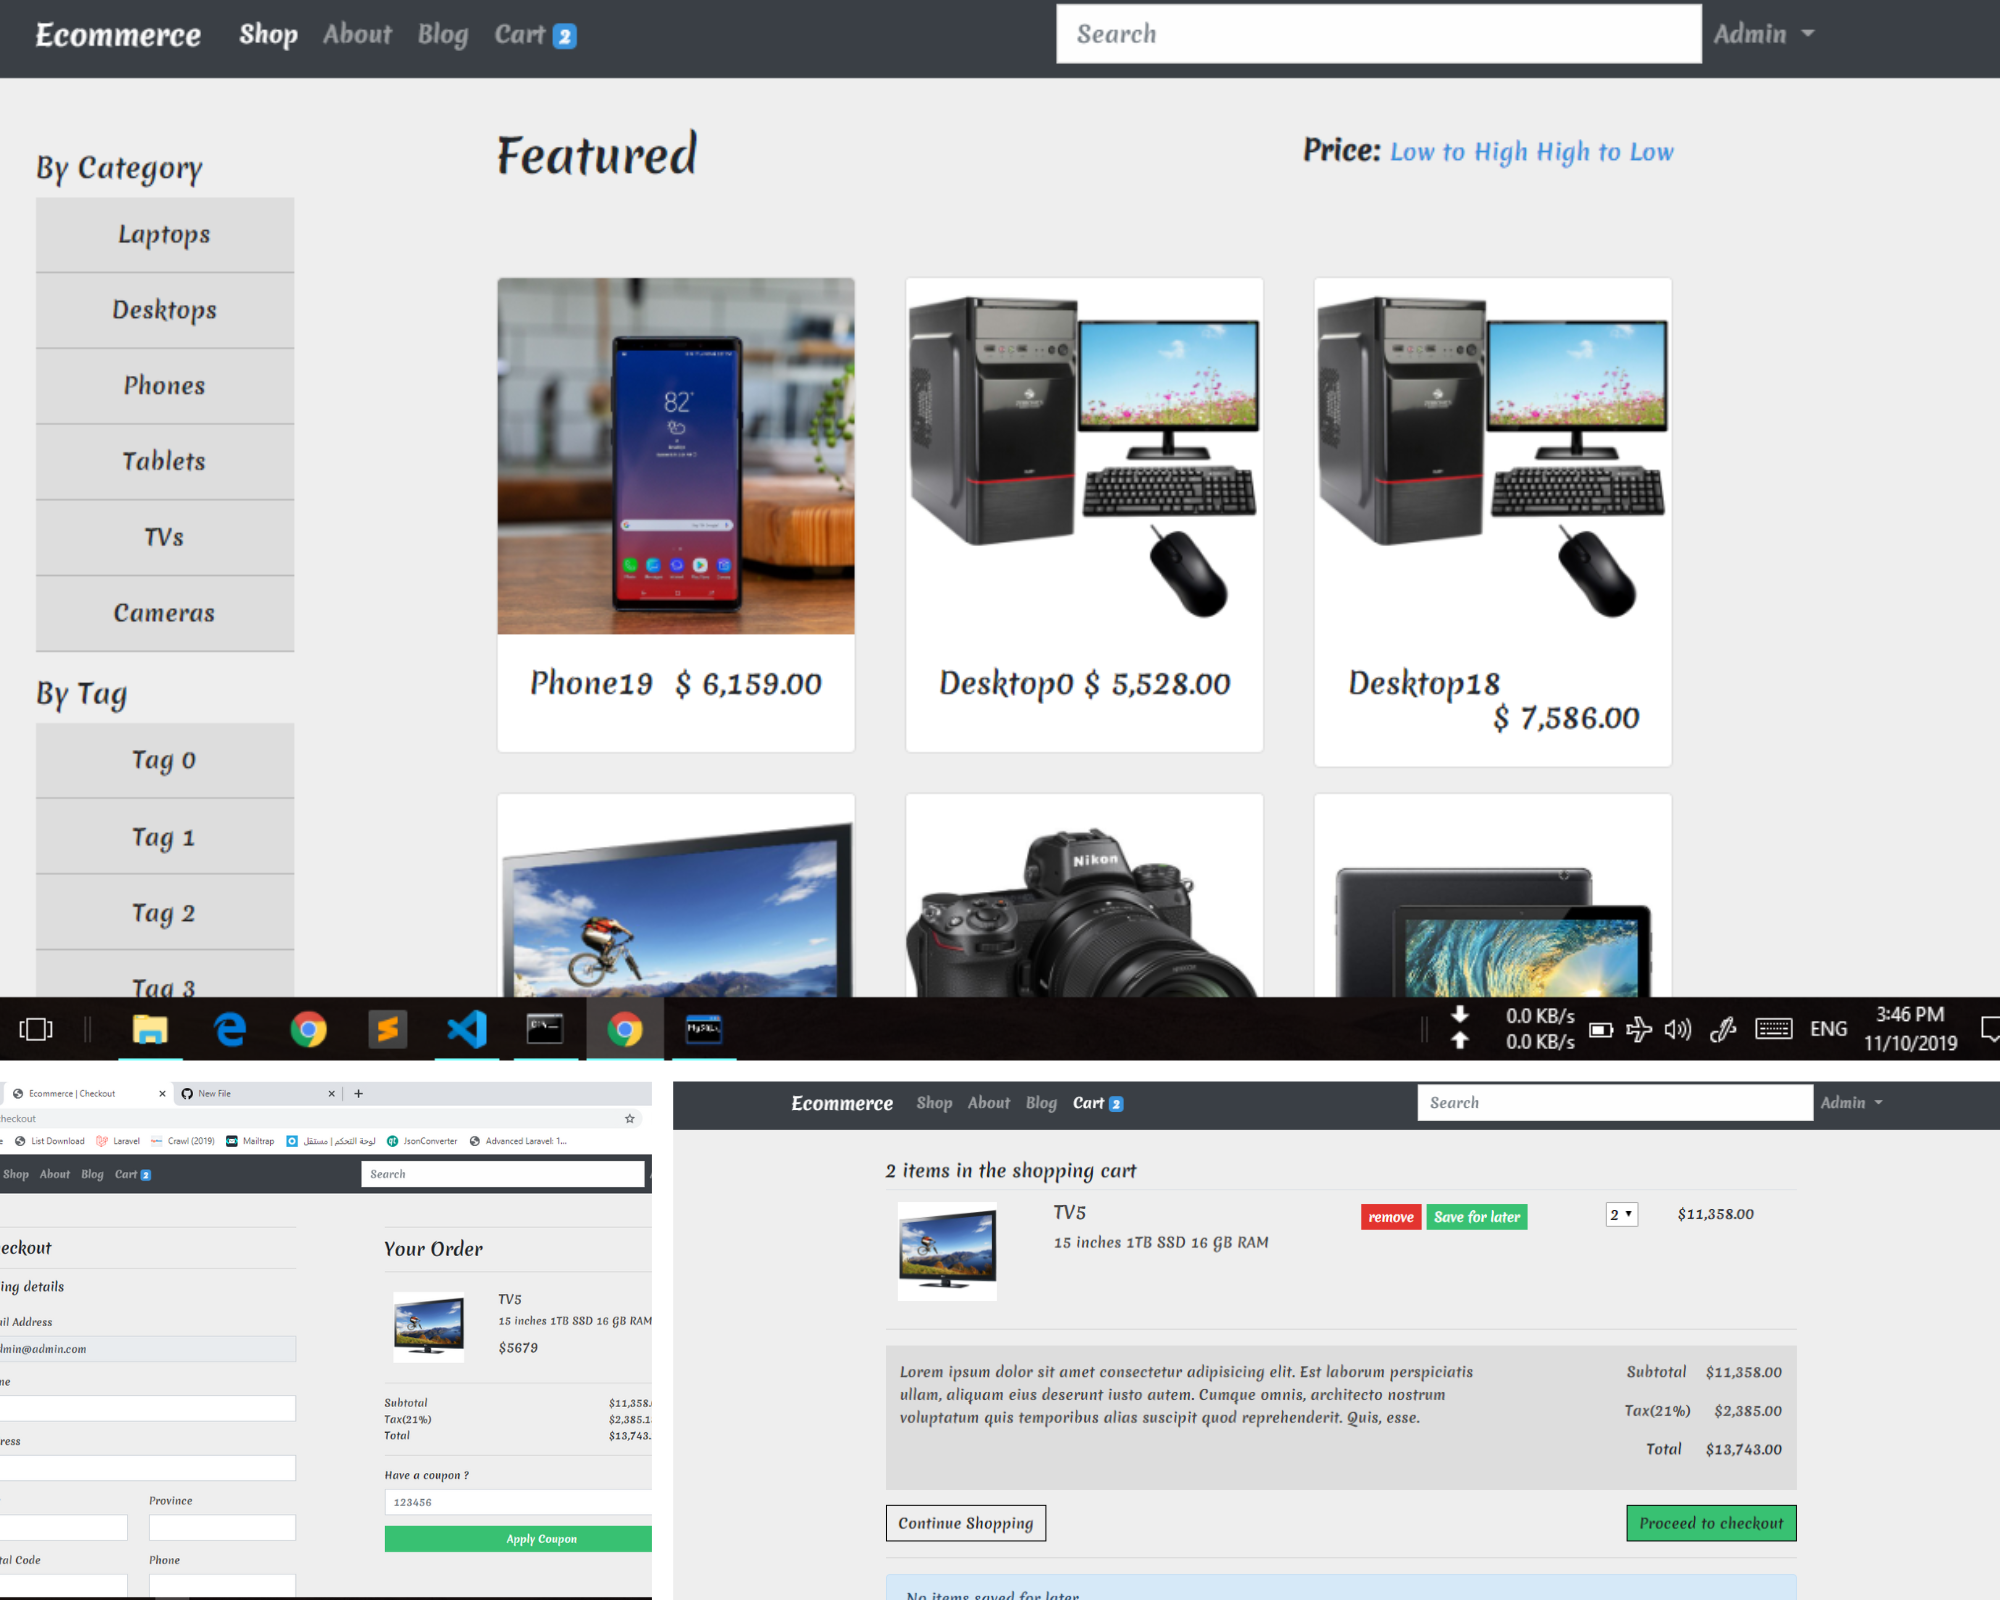 Ecommerce Shop About Blog Cart 2 Search Admin
By Category
Laptops
Desktops
Phones
Tablets
TVs
Cameras
By Tag
Tag 0
Tag 1
Tag 2
Tag 3
Featured
Price: Low to High High to Low
82°
Phone19 $ 6,159.00
Desktop0 $ 5,528.00
Desktop18
$ 7,586.00
Nikon
0.0 KB/s
0.0 KB/s
ENG
3:46 PM
11/10/2019
Ecommerce | Checkout
New File
heckout
e List Download Laravel Crawl (2019) Mailtrap لوحة التحكم | مستقل JsonConverter Advanced Laravel: 1...
Shop About Blog Cart 2 Search
eckout
ing details
il Address
lmin@admin.com
me
ress
Province
tal Code
Phone
Your Order
TV5
15 inches 1TB SSD 16 GB RAM
$5679
Subtotal $11,358.
Tax(21%) $2,385.1
Total $13,743.
Have a coupon ?
123456
Apply Coupon
Ecommerce Shop About Blog Cart 2 Search Admin
2 items in the shopping cart
TV5
15 inches 1TB SSD 16 GB RAM
remove Save for later 2 $11,358.00
Lorem ipsum dolor sit amet consectetur adipisicing elit. Est laborum perspiciatis
ullam, aliquam eius deserunt iusto autem. Cumque omnis, architecto nostrum
voluptatum quis temporibus alias suscipit quod reprehenderit. Quis, esse.
Subtotal $11,358.00
Tax(21%) $2,385.00
Total $13,743.00
Continue Shopping
Proceed to checkout
No items saved for later